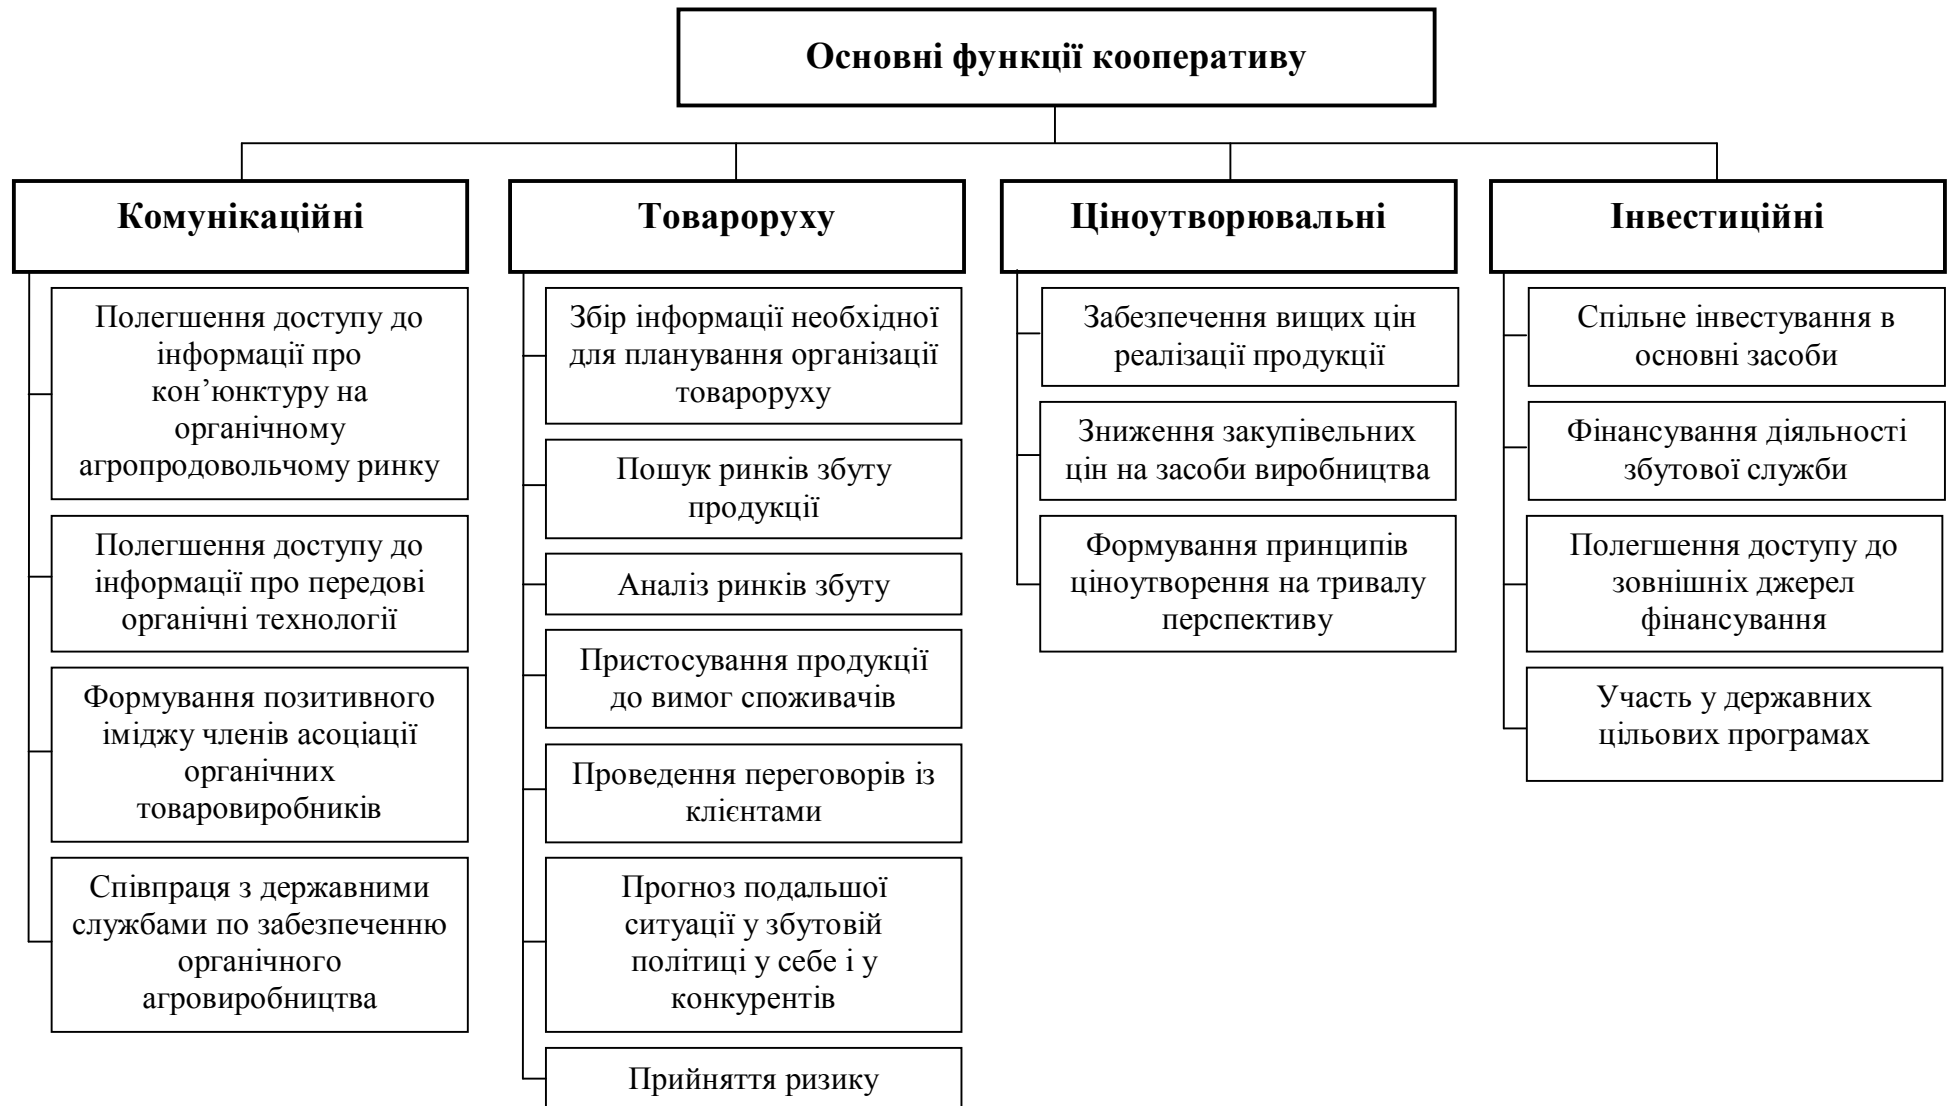 Основні функції кооперативу
Комунікаційні
Полегшення доступу до
інформації про
кон’юнктуру на
органічному
агропродовольчому ринку
Полегшення доступу до
інформації про передові
органічні технології
Формування позитивного
іміджу членів асоціації
органічних
товаровиробників
Співпраця з державними
службами по забезпеченню
органічного
агровиробництва
Товароруху
Збір інформації необхідної
для планування організації
товароруху
Пошук ринків збуту
продукції
Аналіз ринків збуту
Пристосування продукції
до вимог споживачів
Проведення переговорів із
клієнтами
Прогноз подальшої
ситуації у збутовій
політиці у себе і у
конкурентів
Прийняття ризику
Ціноутворювальні
Забезпечення вищих цін
реалізації продукції
Зниження закупівельних
цін на засоби виробництва
Формування принципів
ціноутворення на тривалу
перспективу
Інвестиційні
Спільне інвестування в
основні засоби
Фінансування діяльності
збутової служби
Полегшення доступу до
зовнішніх джерел
фінансування
Участь у державних
цільових програмах